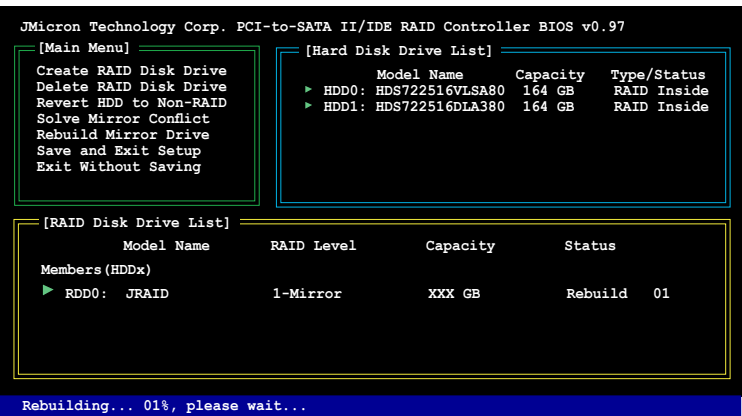 JMicron Technology Corp. PCI-to-SATA II/IDE RAID Controller BIOS v0.97
[Main Menu]
Create RAID Disk Drive
Delete RAID Disk Drive
Revert HDD to Non-RAID
Solve Mirror Conflict
Rebuild Mirror Drive
Save and Exit Setup
Exit Without Saving
[Hard Disk Drive List]
Model Name Capacity Type/Status
HDD0: HDS722516VLSA80 164 GB RAID Inside
HDD1: HDS722516DLA380 164 GB RAID Inside
[RAID Disk Drive List]
Model Name RAID Level Capacity Status
Members(HDDx)
RDD0: JRAID 1-Mirror XXX GB Rebuild 01
Rebuilding... 01%, please wait...